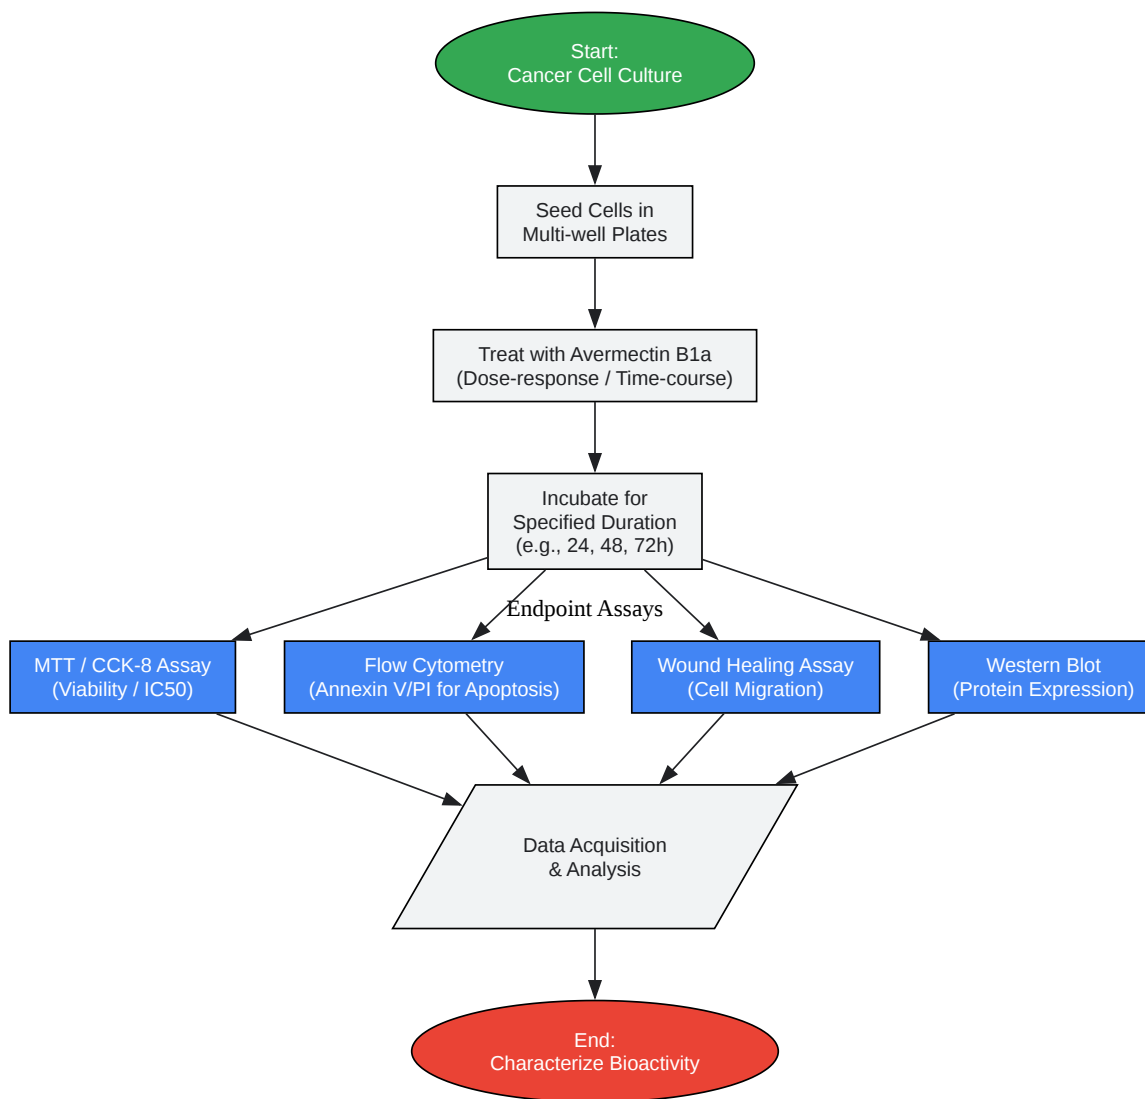 Start:
Cancer Cell Culture
Seed Cells in
Multi-well Plates
Treat with Avermectin B1a
(Dose-response / Time-course)
Incubate for
Specified Duration
(e.g., 24, 48, 72h)
Endpoint Assays
MTT / CCK-8 Assay
(Viability / IC50)
Flow Cytometry
(Annexin V/PI for Apoptosis)
Wound Healing Assay
(Cell Migration)
Western Blot
(Protein Expression)
Data Acquisition
& Analysis
End:
Characterize Bioactivity